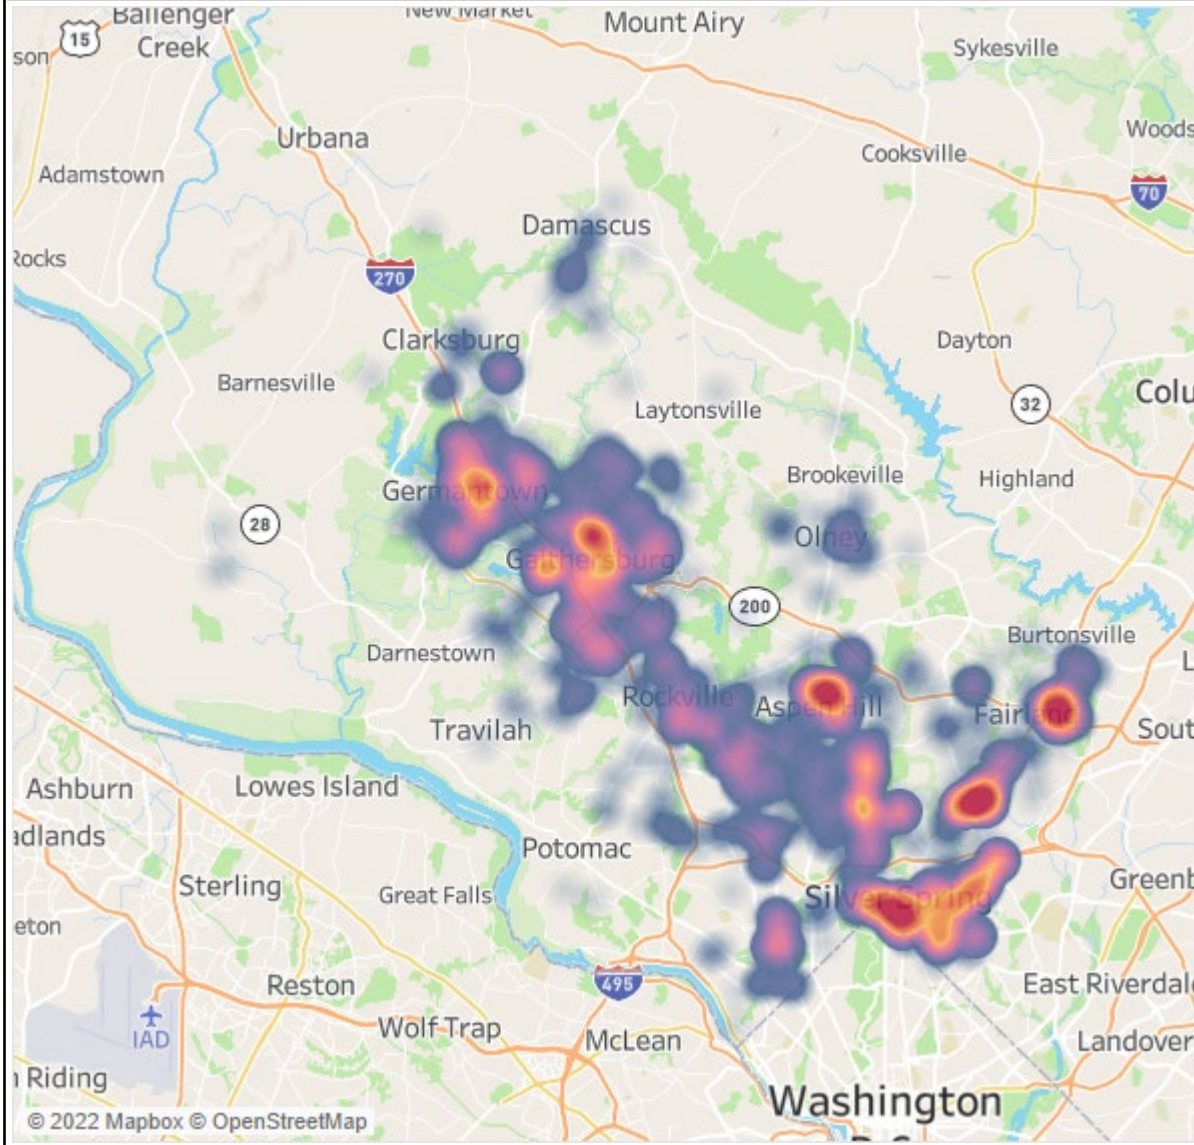 Ballenger
Creek
New Market
Mount Airy
15
son
Sykesville
Urbana
Woods
Cooksville
Adamstown
70
Damascus
Rocks
270
Clarksburg
Dayton
Barnesville
Colu
32
Laytonsville
Brookeville
Highland
Germantown
28
Olney
Gaithersburg
200
Burtonsville
Darnestown
L
Rockville
Aspen Hill
Fairland
Travilah
South
Ashburn
Lowes Island
adlands
Potomac
Sterling
Great Falls
Silver Spring
Greenb
eton
Reston
495
East Riverdale
IAD
Wolf Trap
McLean
Landover
n Riding
Washington
© 2022 Mapbox © OpenStreetMap